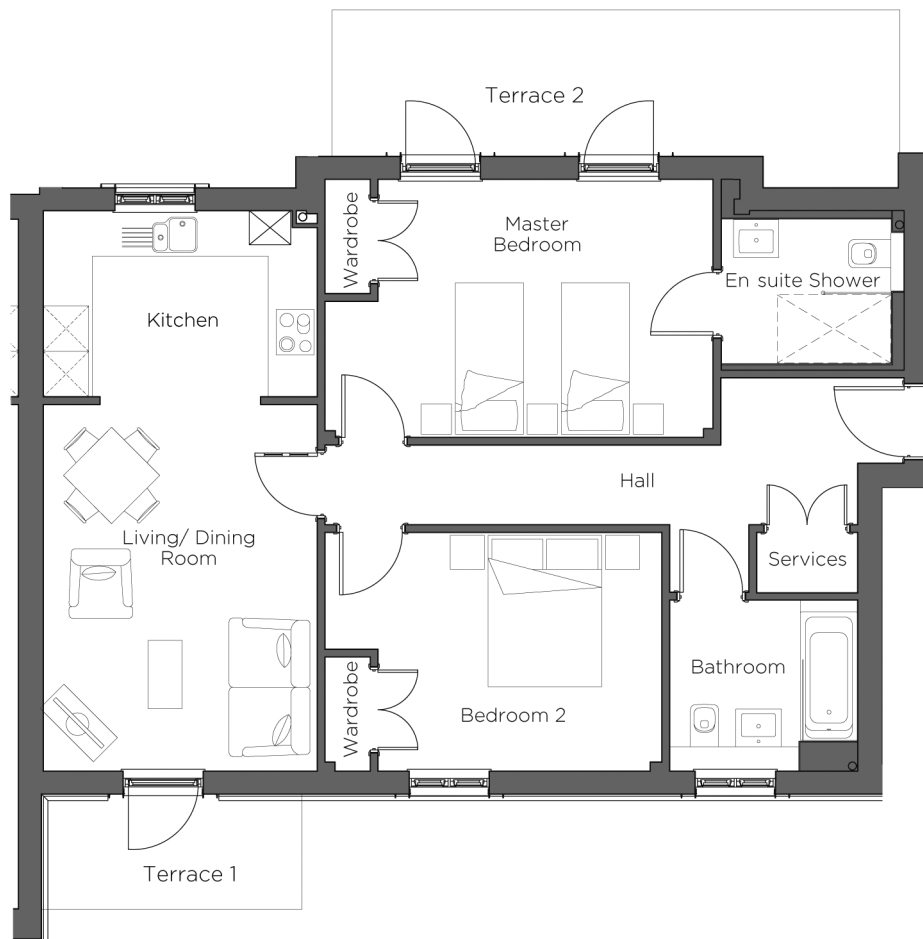 Terrace 2
Wardrobe
Master
Bedroom
En suite Shower
Kitchen
Hall
Living/ Dining
Room
Services
Wardrobe
Bathroom
Bedroom 2
Terrace 1